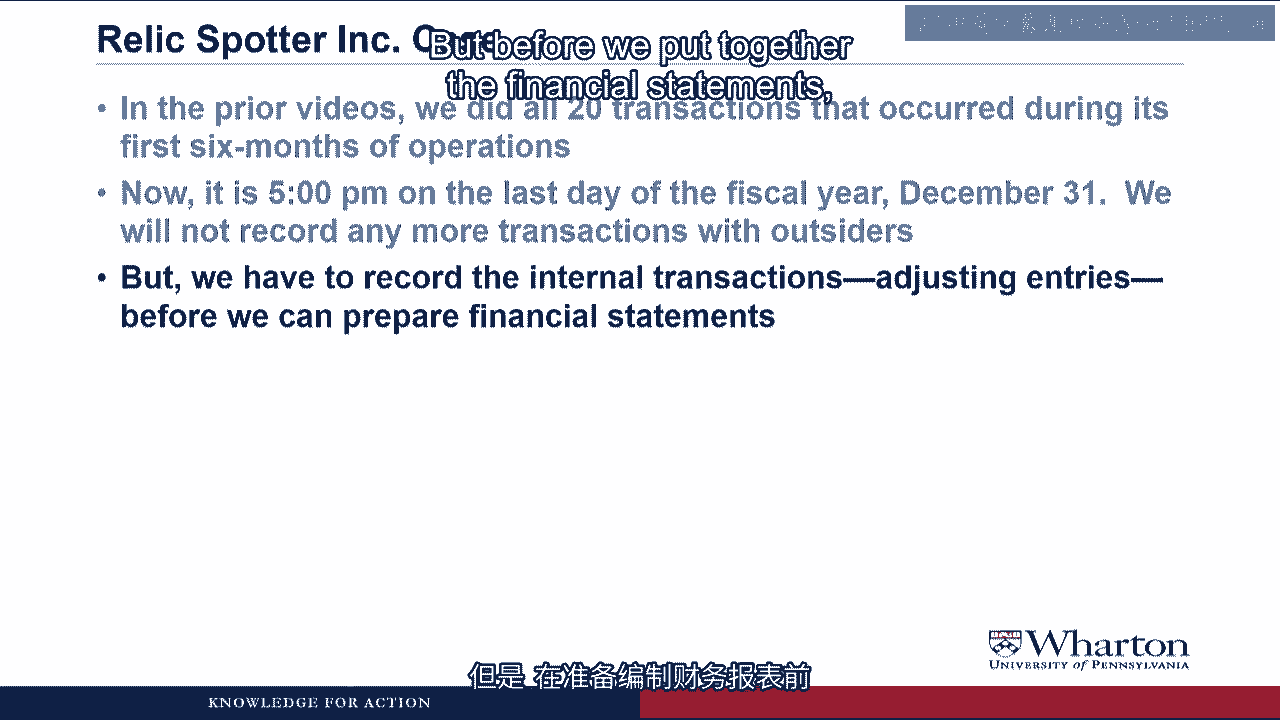 Relic Spotter Inc.
But before we put together
the financial statements,
• In the prior videos, we did all 20 transactions that occurred during its
first six-months of operations
• Now, it is 5:00 pm on the last day of the fiscal year, December 31. We
will not record any more transactions with outsiders
• But, we have to record the internal transactions—adjusting entries—
before we can prepare financial statements
Wharton
UNIVERSITY of PENNSYLVANIA
但是 在准备编制财务报表前
KNOWLEDGE FOR ACTION